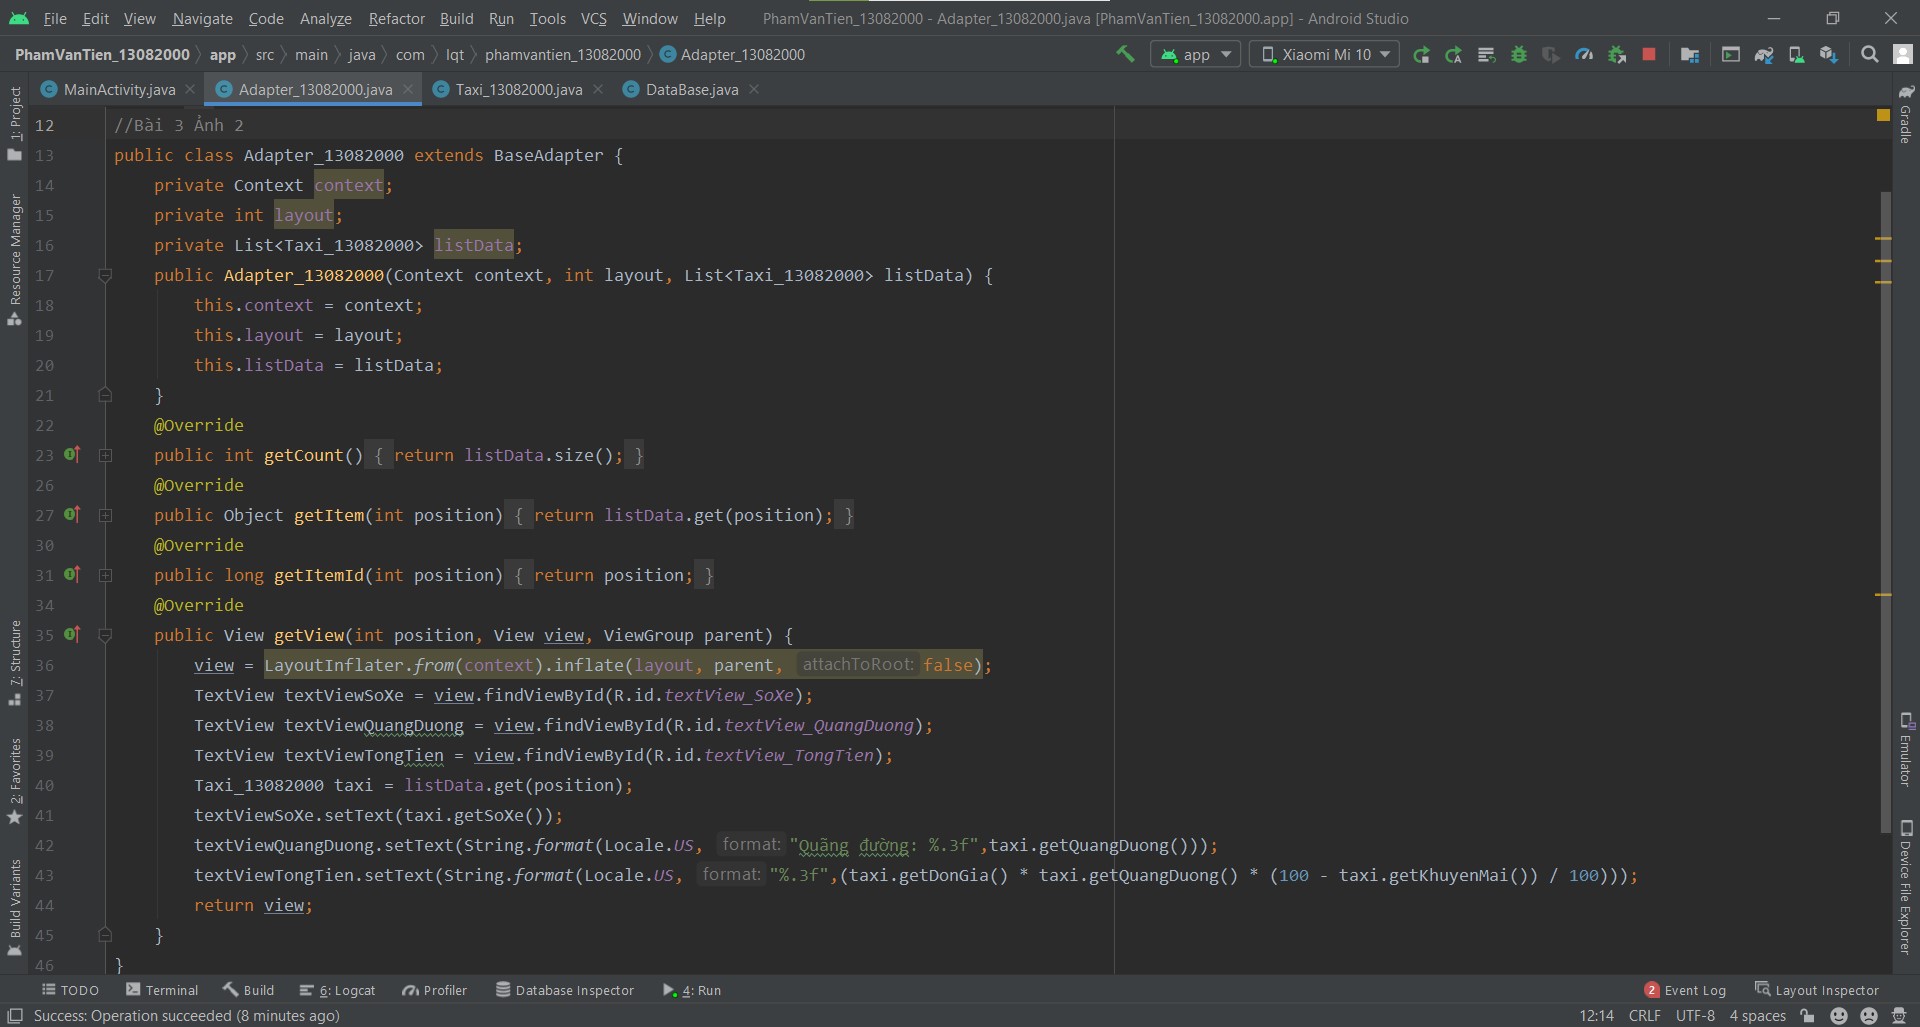 File Edit View Navigate Code Analyze Refactor Build Run Tools VCS Window Help PhamVanTien_13082000 - Adapter_13082000.java [PhamVanTien_13082000.app] - Android Studio
PhamVanTien_13082000 app src main java com lqt phamvantien_13082000 Adapter_13082000 app Xiaomi Mi 10
MainActivity.java Adapter_13082000.java Taxi_13082000.java DataBase.java
1: Project
Resource Manager
7: Structure
2: Favorites
Build Variants
12 //Bài 3 Ảnh 2
13 public class Adapter_13082000 extends BaseAdapter {
14 private Context context;
15 private int layout;
16 private List<Taxi_13082000> listData;
17 public Adapter_13082000(Context context, int layout, List<Taxi_13082000> listData) {
18 this.context = context;
19 this.layout = layout;
20 this.listData = listData;
21 }
22 @Override
23 public int getCount() { return listData.size(); }
26 @Override
27 public Object getItem(int position) { return listData.get(position); }
30 @Override
31 public long getItemId(int position) { return position; }
34 @Override
35 public View getView(int position, View view, ViewGroup parent) {
36 view = LayoutInflater.from(context).inflate(layout, parent, attachToRoot: false);
37 TextView textViewSoXe = view.findViewById(R.id.textView_SoXe);
38 TextView textViewQuangDuong = view.findViewById(R.id.textView_QuangDuong);
39 TextView textViewTongTien = view.findViewById(R.id.textView_TongTien);
40 Taxi_13082000 taxi = listData.get(position);
41 textViewSoXe.setText(taxi.getSoXe());
42 textViewQuangDuong.setText(String.format(Locale.US, format: "Quãng đường: %.3f",taxi.getQuangDuong()));
43 textViewTongTien.setText(String.format(Locale.US, format: "%.3f",(taxi.getDonGia() * taxi.getQuangDuong() * (100 - taxi.getKhuyenMai()) / 100)));
44 return view;
45 }
46 }
Gradle
Emulator
Device File Explorer
TODO Terminal Build 6: Logcat Profiler Database Inspector 4: Run 2 Event Log Layout Inspector
Success: Operation succeeded (8 minutes ago) 12:14 CRLF UTF-8 4 spaces